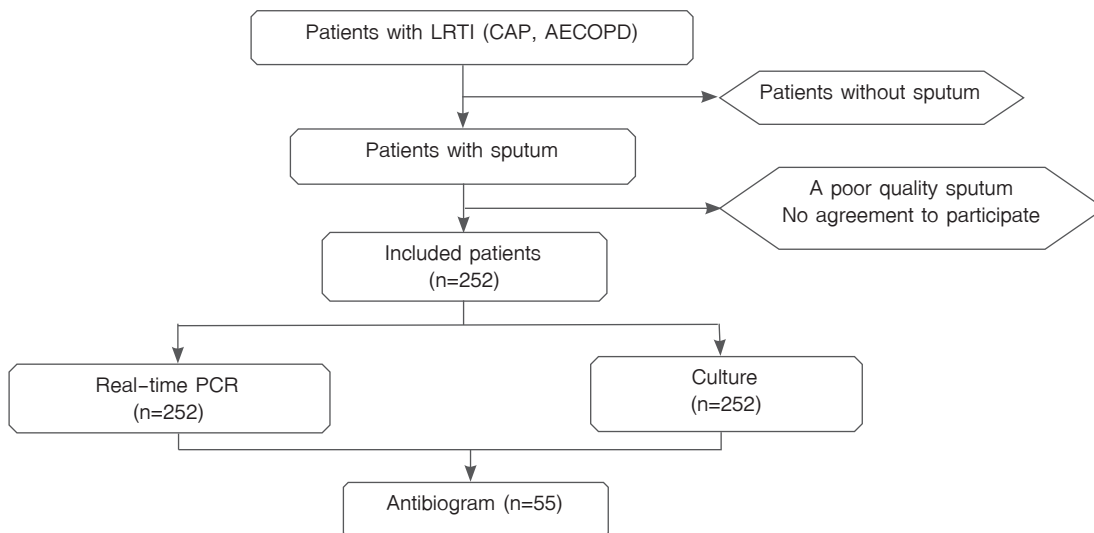 Patients with LRTI (CAP, AECOPD)
Patients without sputum
Patients with sputum
A poor quality sputum
No agreement to participate
Included patients
(n=252)
Real-time PCR
(n=252)
Culture
(n=252)
Antibiogram (n=55)